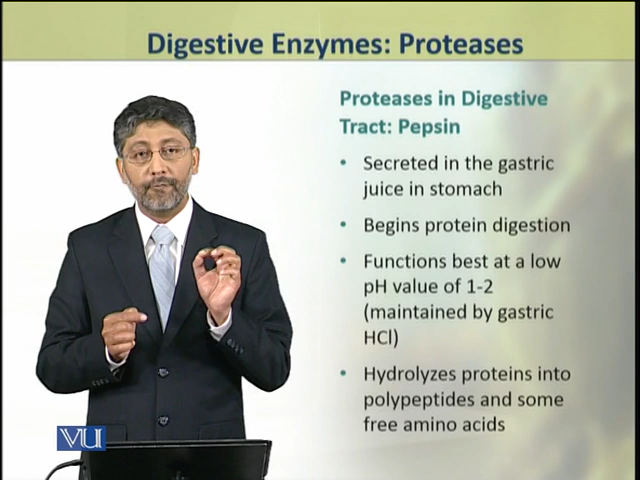 Digestive Enzymes: Proteases
Proteases in Digestive
Tract: Pepsin
• Secreted in the gastric
juice in stomach
• Begins protein digestion
• Functions best at a low
pH value of 1-2
(maintained by gastric
HCl)
• Hydrolyzes proteins into
polypeptides and some
free amino acids
VU